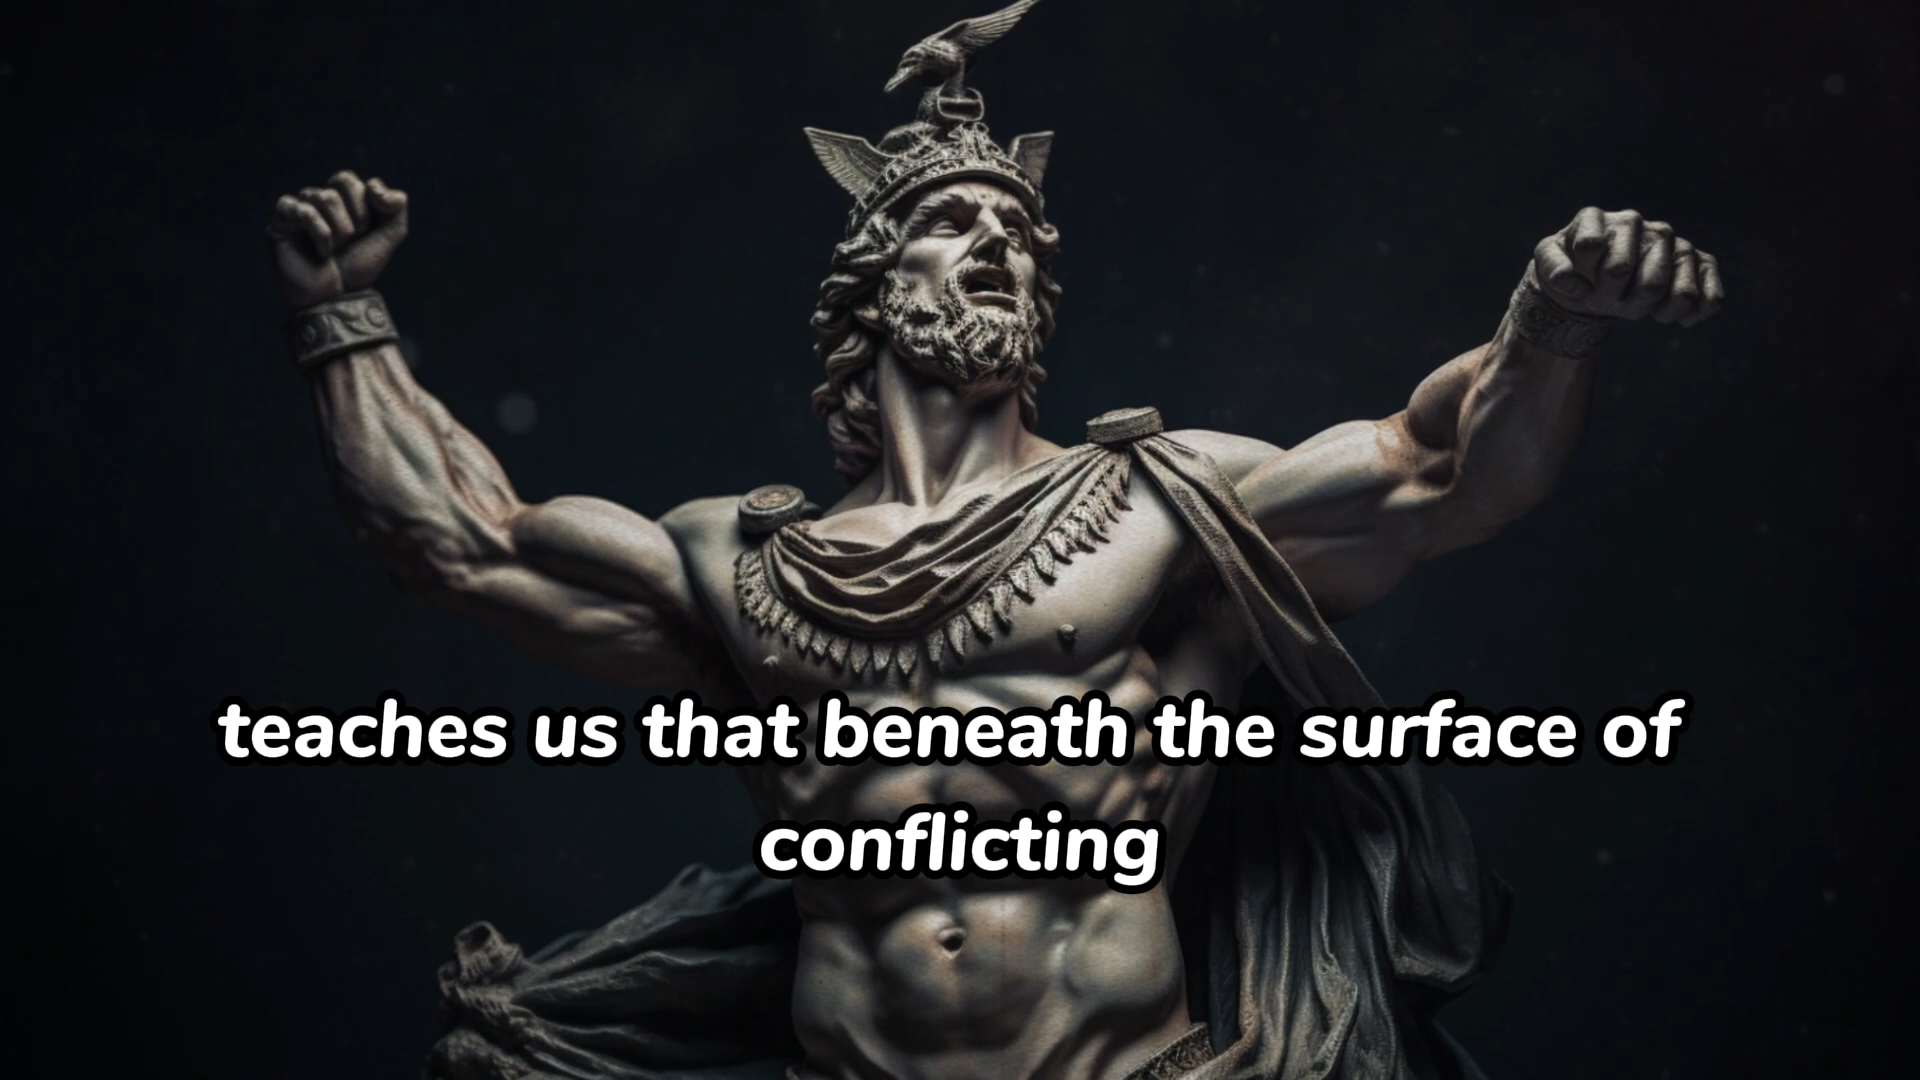 teaches us that beneath the surface of
conflicting